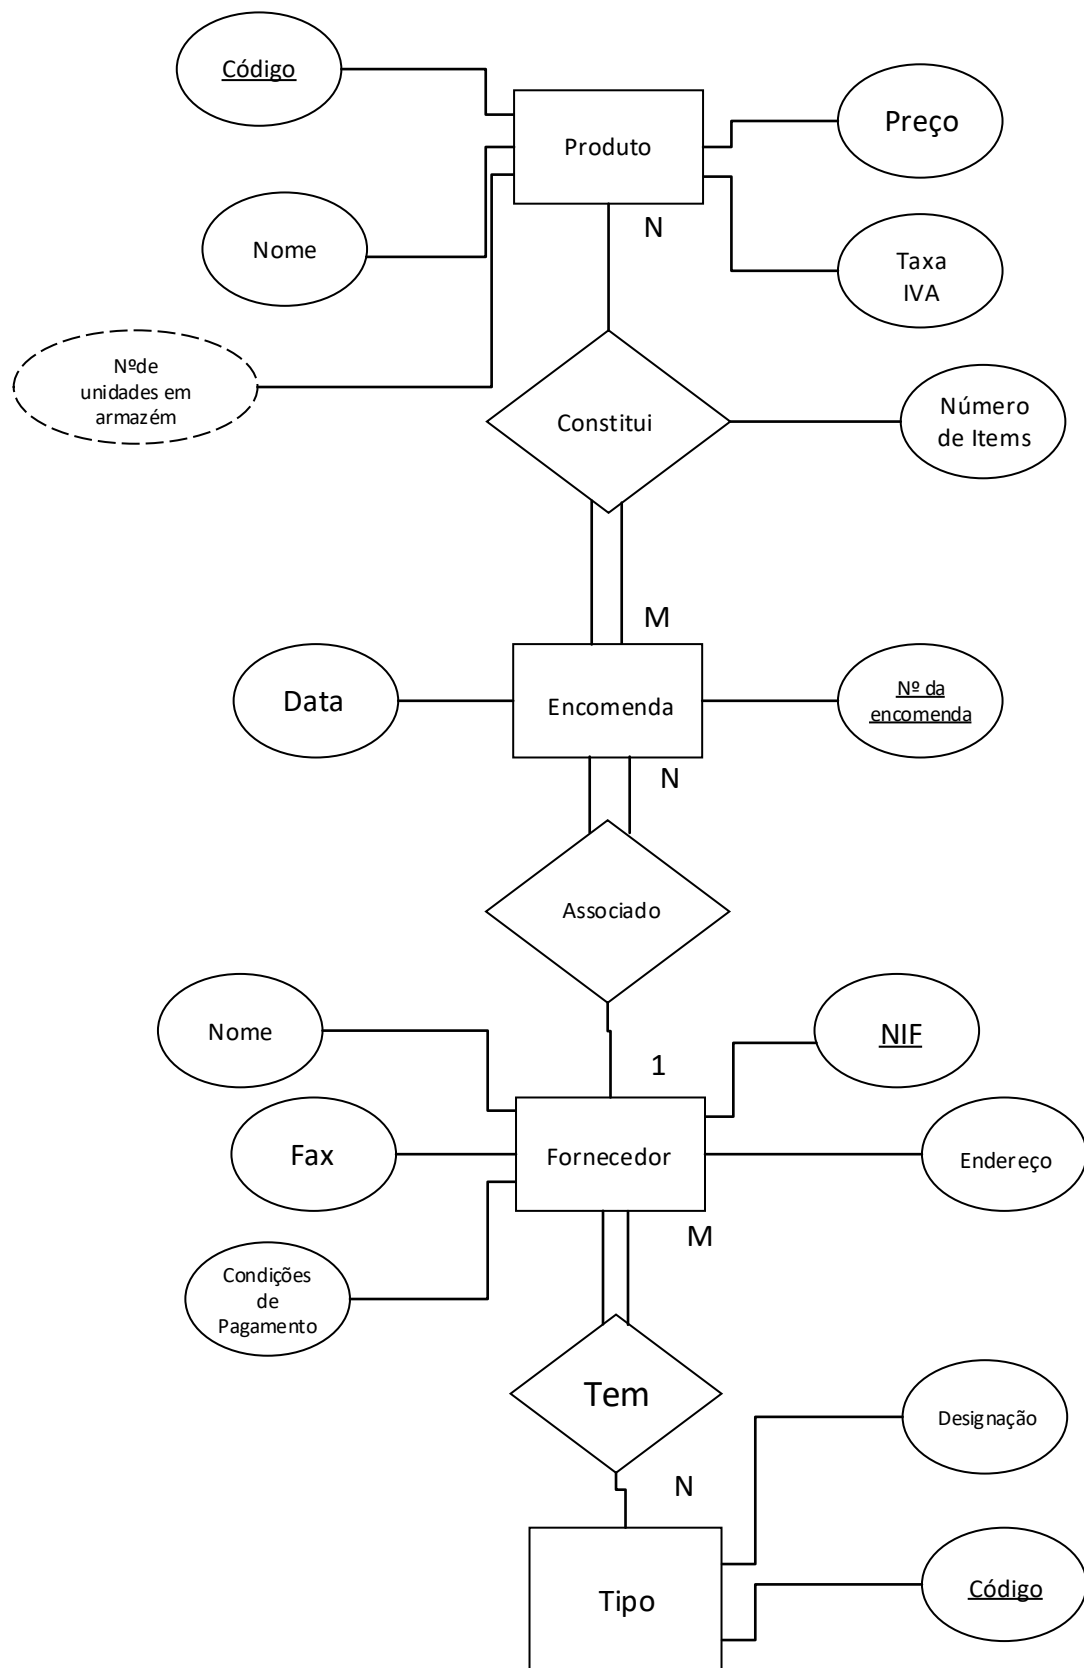 Código
Produto
Preço
N
Nome
Taxa
IVA
Nºde
unidades em
armazém
Constitui
Número
de Items
M
Data
Encomenda
Nº da
encomenda
N
Associado
Nome
NIF
1
Fax
Fornecedor
Endereço
M
Condições
de
Pagamento
Tem
Designação
N
Tipo
Código